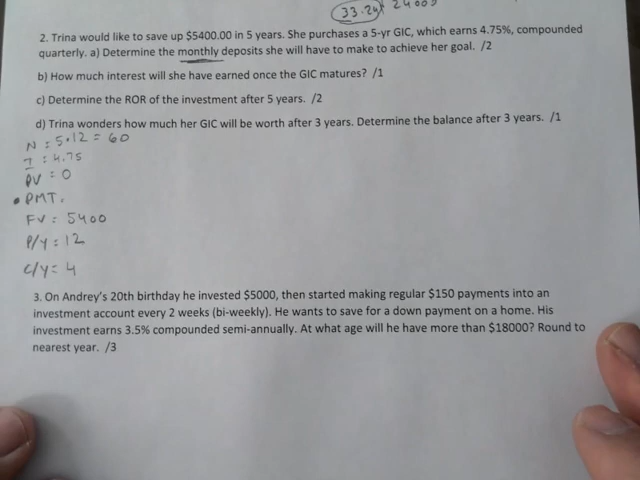 33.24%
2. Trina would like to save up $5400.00 in 5 years. She purchases a 5-yr GIC, which earns 4.75%, compounded
quarterly. a) Determine the monthly deposits she will have to make to achieve her goal. /2
b) How much interest will she have earned once the GIC matures? /1
c) Determine the ROR of the investment after 5 years. /2
d) Trina wonders how much her GIC will be worth after 3 years. Determine the balance after 3 years. /1
N = 5•12 = 60
I = 4.75
PV = 0
• PMT =
FV = 5400
P/Y = 12
C/Y = 4
3. On Andrey's 20th birthday he invested $5000, then started making regular $150 payments into an
investment account every 2 weeks (bi-weekly). He wants to save for a down payment on a home. His
investment earns 3.5% compounded semi-annually. At what age will he have more than $18000? Round to
nearest year. /3